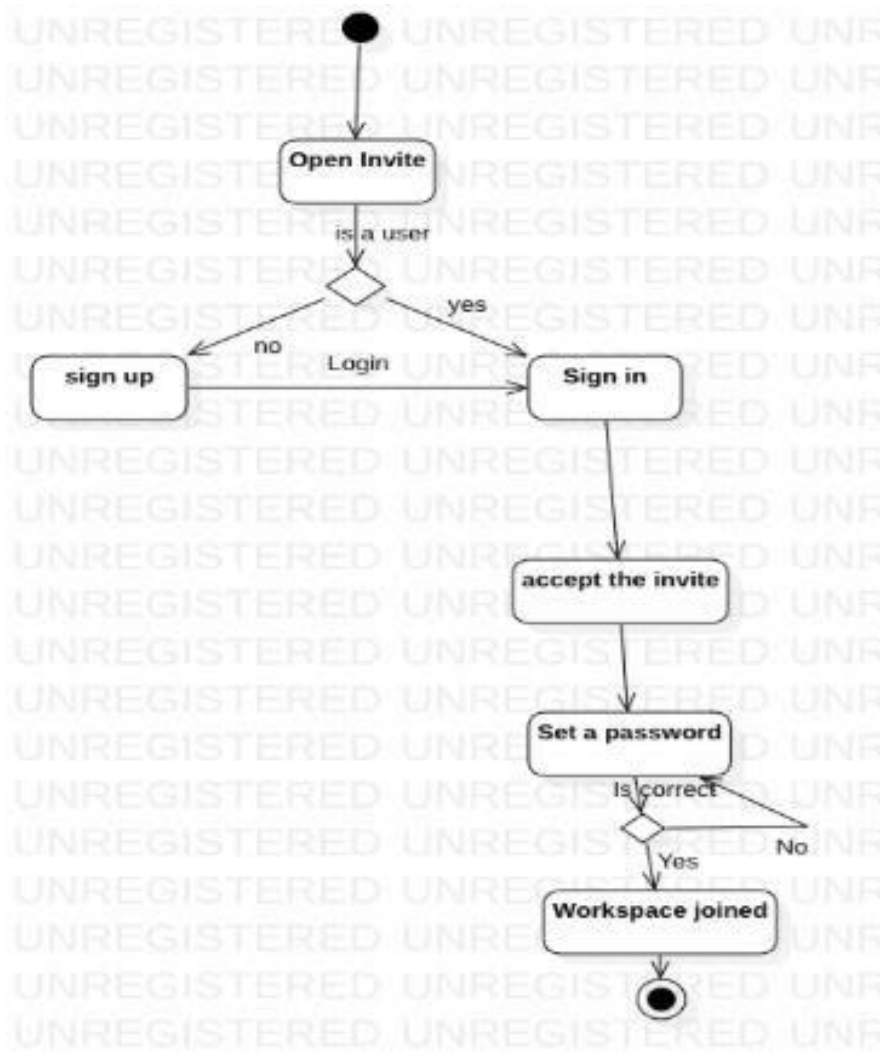 Open Invite
is a user
yes
no
sign up
Login
Sign in
accept the invite
Set a password
Is correct
No
Yes
Workspace joined
UNREGISTERED UNREGISTERED UNR